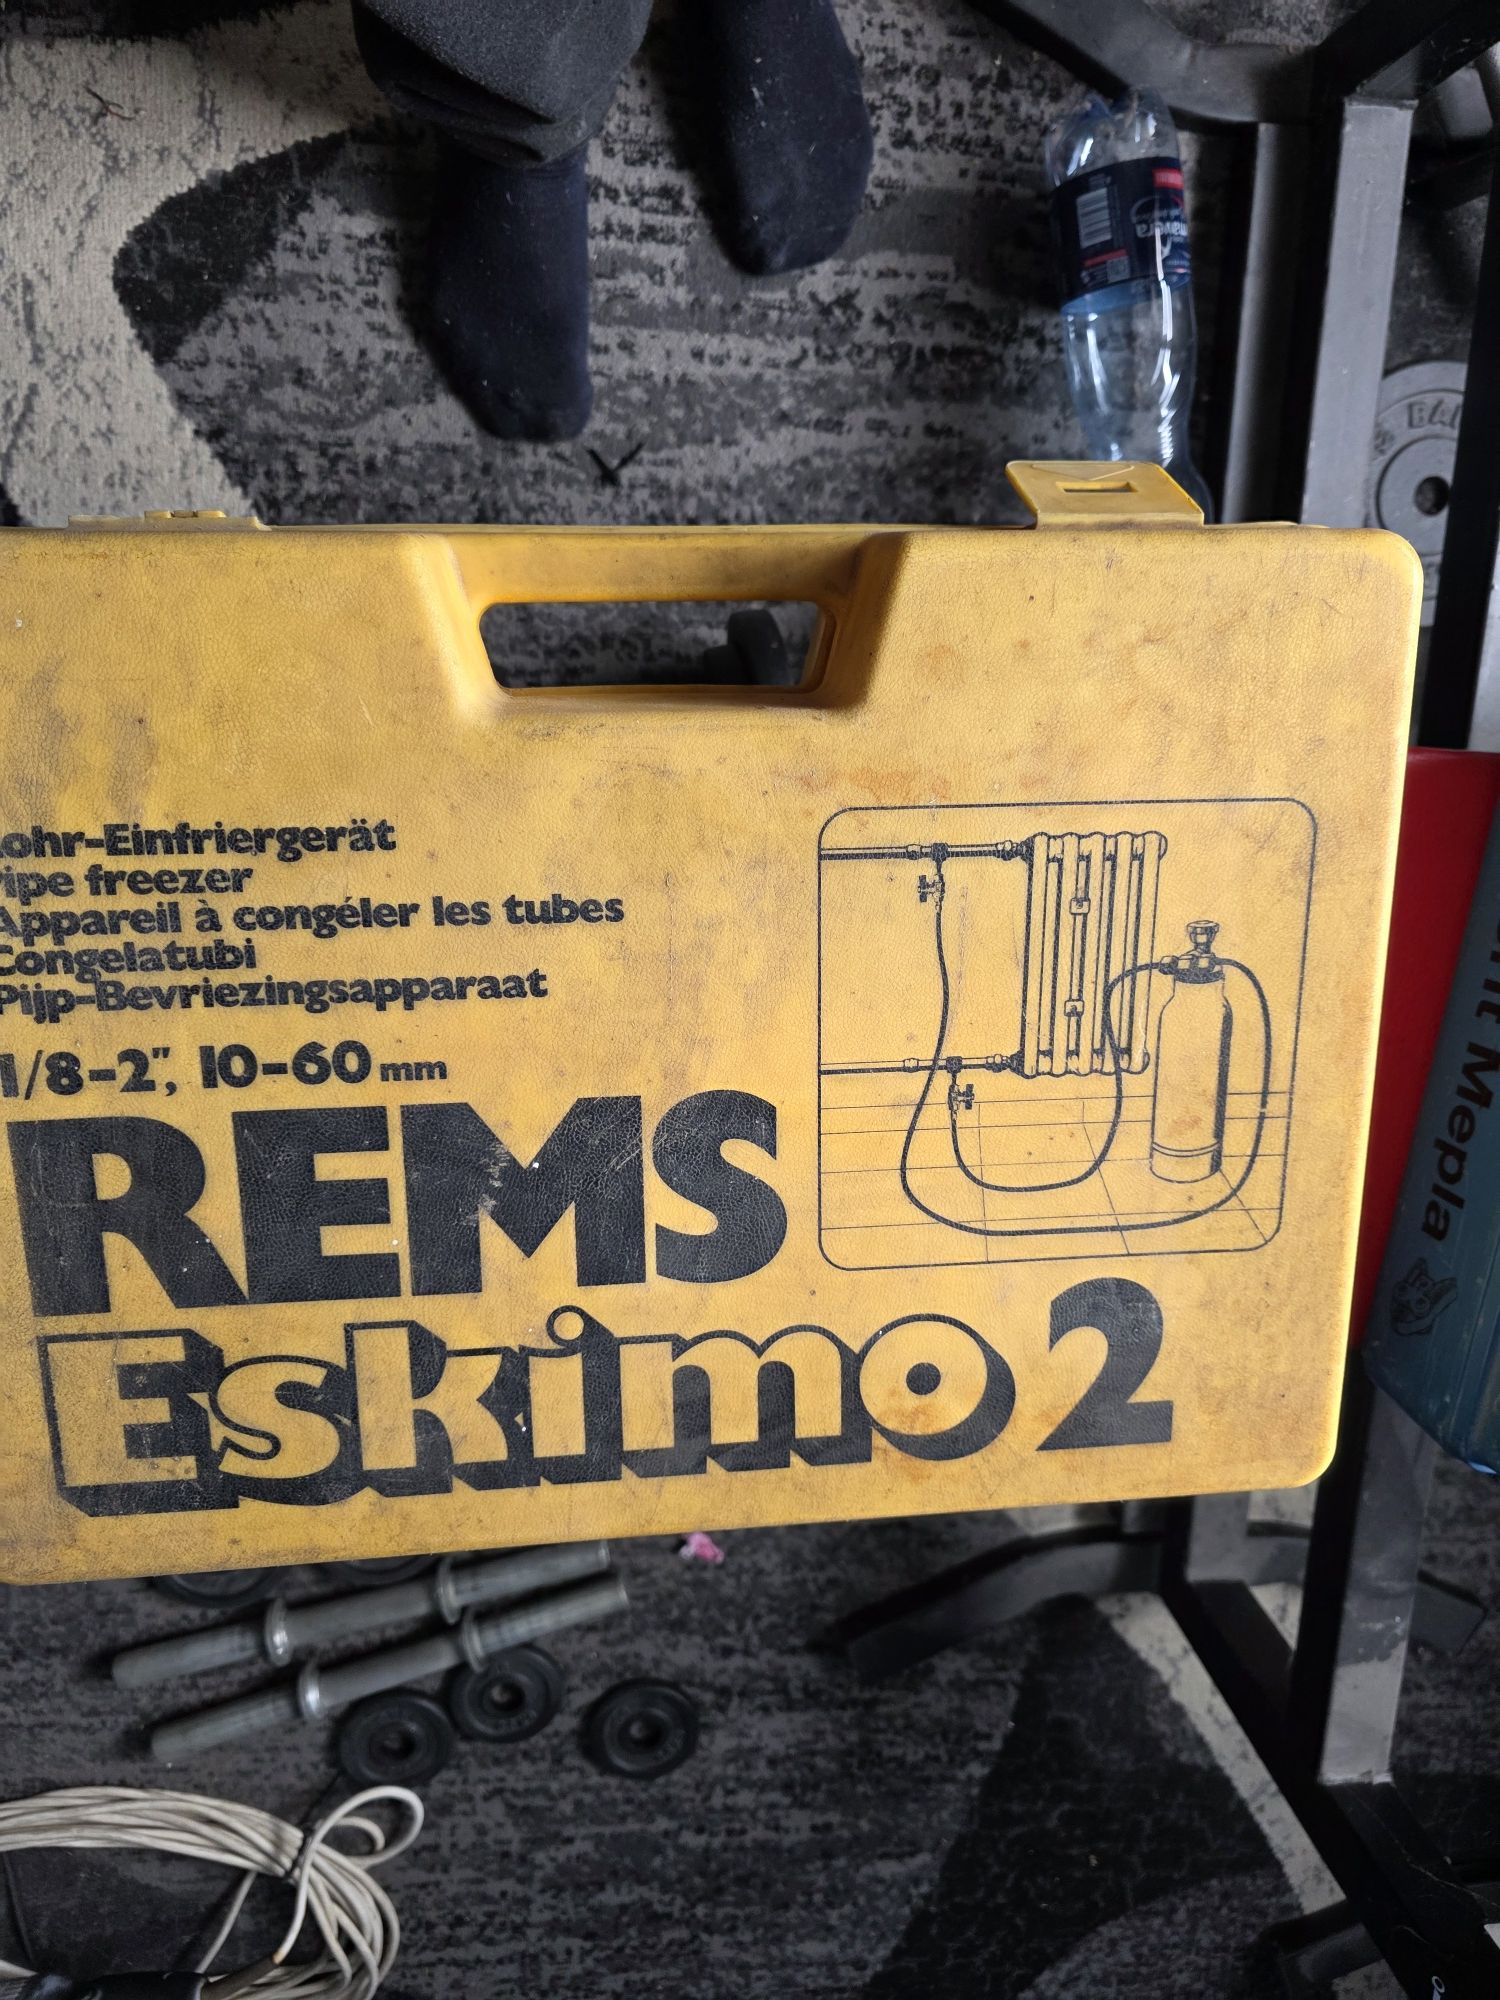 ohr-Einfriergerät
ipe freezer
Appareil à congéler les tubes
Congelatubi
Pijp-Bevriezingsapparaat
1/8-2", 10-60 mm
REMS
Eskimo 2
Mepla